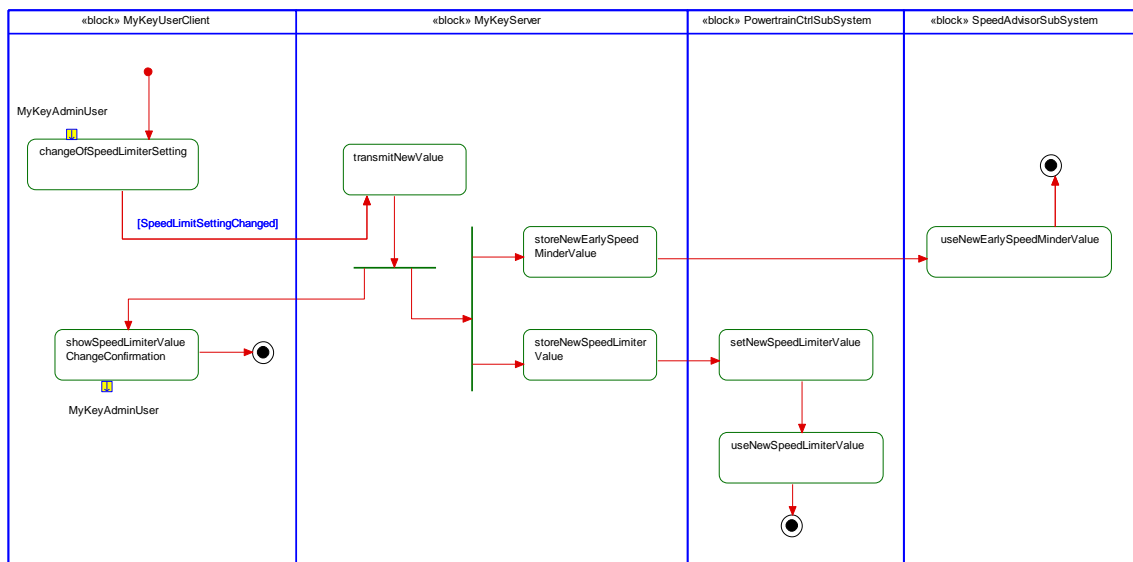 «block» MyKeyUserClient
«block» MyKeyServer
«block» PowertrainCtrlSubSystem
«block» SpeedAdvisorSubSystem
MyKeyAdminUser
changeOfSpeedLimiterSetting
transmitNewValue
[SpeedLimitSettingChanged]
storeNewEarlySpeed
MinderValue
useNewEarlySpeedMinderValue
showSpeedLimiterValue
ChangeConfirmation
storeNewSpeedLimiter
Value
setNewSpeedLimiterValue
MyKeyAdminUser
useNewSpeedLimiterValue